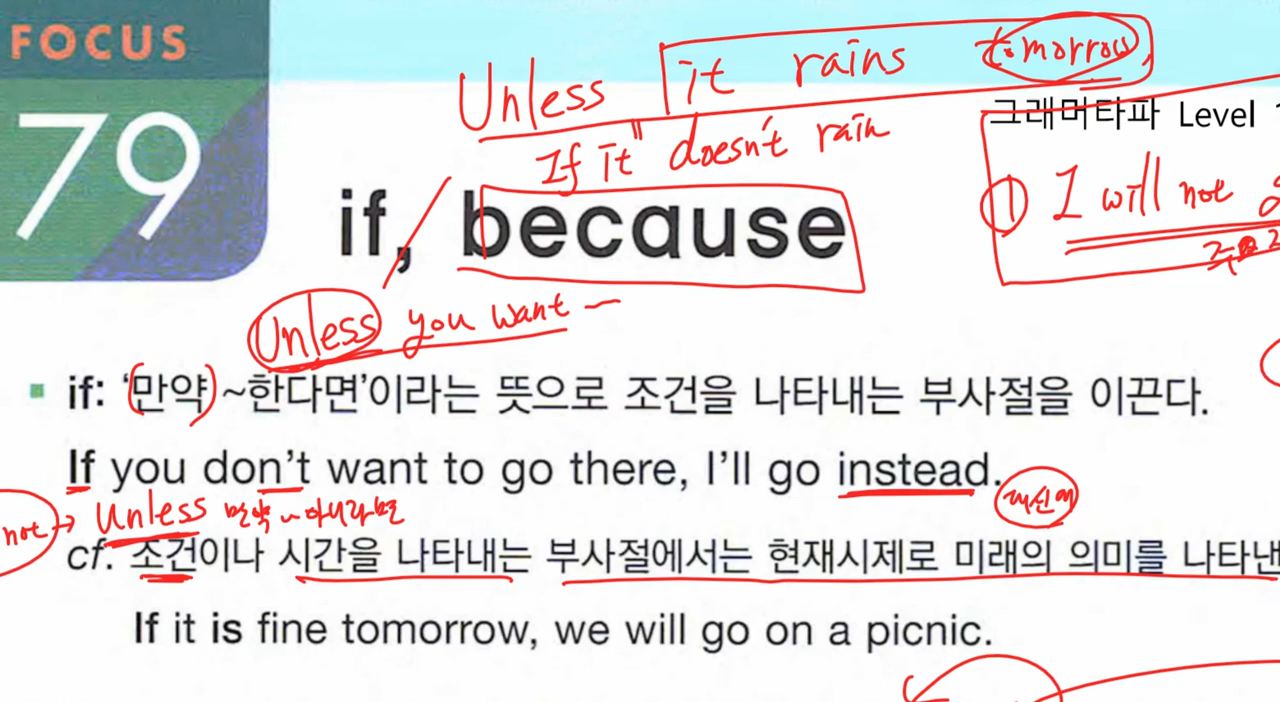 FOCUS
79
Unless it rains tomorrow,
If it doesn't rain
그래머타파 Level
① I will not
if, because
Unless you want
if: '만약 ~한다면'이라는 뜻으로 조건을 나타내는 부사절을 이끈다.
If you don't want to go there, I'll go instead.
대신에
not → unless 만약 ~ 아니라면
cf. 조건이나 시간을 나타내는 부사절에서는 현재시제로 미래의 의미를 나타낸
If it is fine tomorrow, we will go on a picnic.